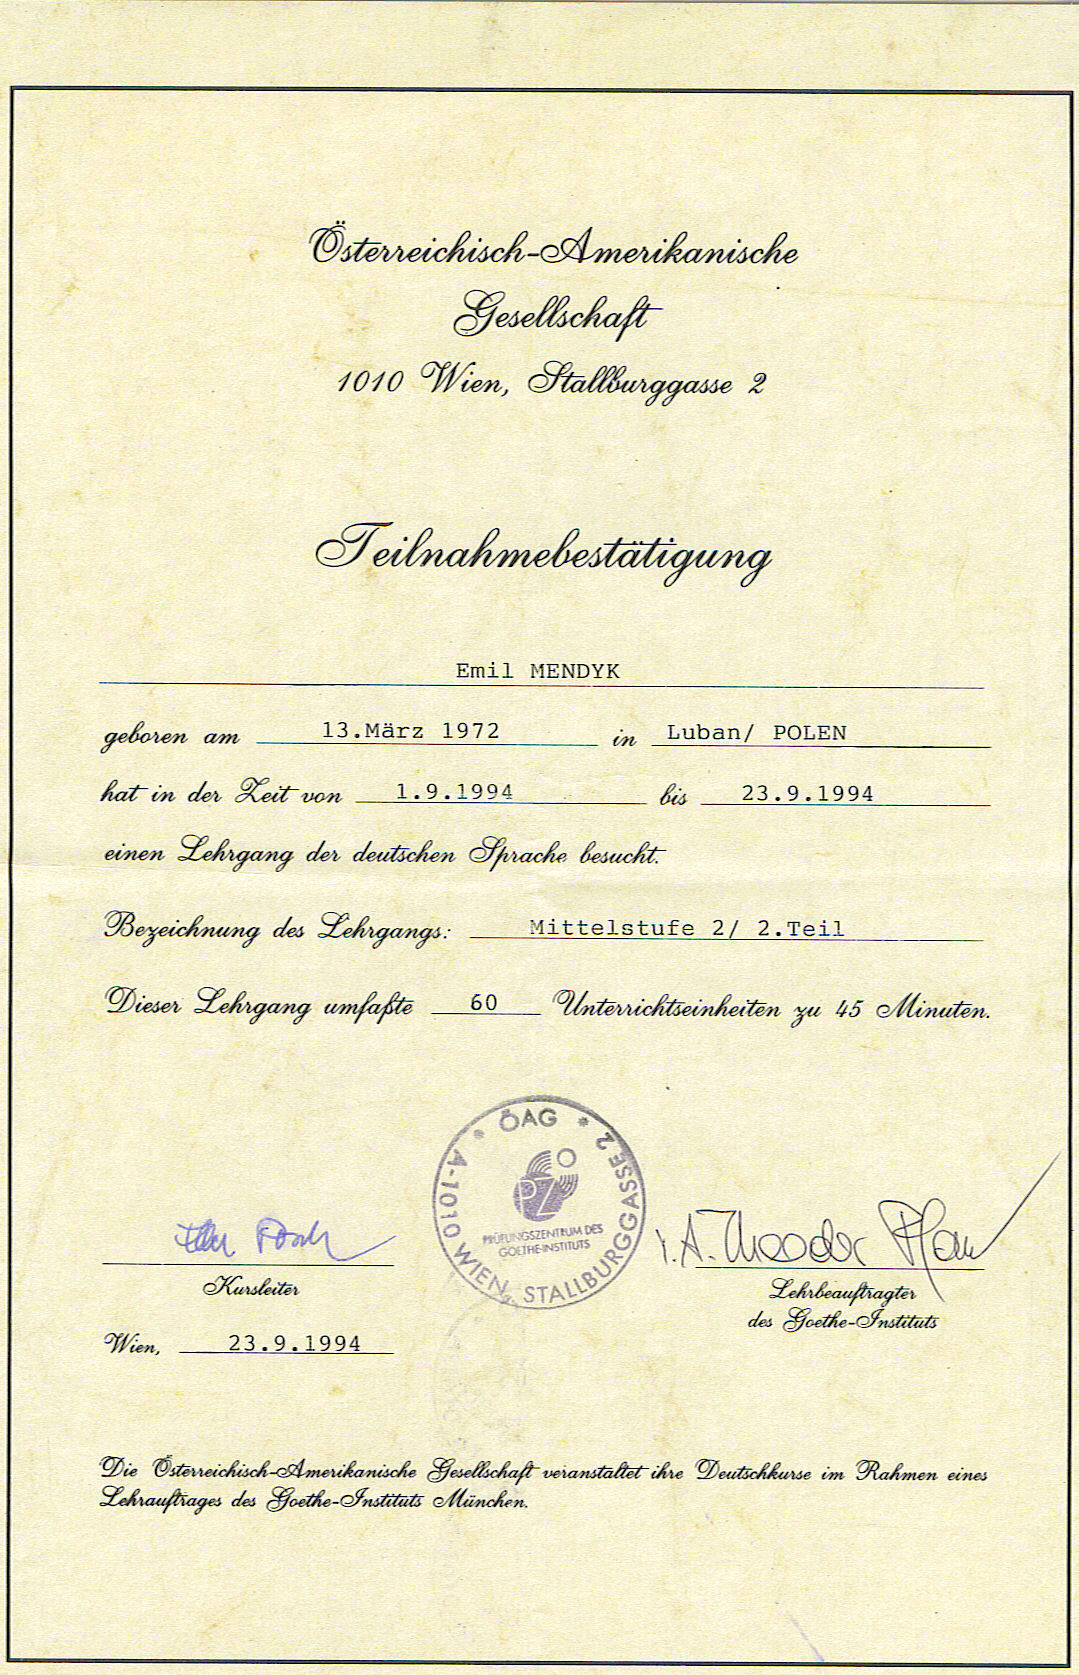 Österreichisch-Amerikanische
Gesellschaft
1010 Wien, Stallburggasse 2
Teilnahmebestätigung
Emil MENDYK
geboren am 13.März 1972 in Luban/ POLEN
hat in der Zeit von 1.9.1994 bis 23.9.1994
einen Lehrgang der deutschen Sprache besucht.
Bezeichnung des Lehrgangs: Mittelstufe 2/ 2.Teil
Dieser Lehrgang umfaßte 60 Unterrichtseinheiten zu 45 Minuten.
* ÖAG *
A-1010 WIEN, STALLBURGGASSE 2
PZ
PRÜFUNGSZENTRUM DES
GOETHE-INSTITUTS
i.A. Theodor
Kursleiter
Lehrbeauftragter
des Goethe-Instituts
Wien, 23.9.1994
Die Österreichisch-Amerikanische Gesellschaft veranstaltet ihre Deutschkurse im Rahmen eines
Lehrauftrages des Goethe-Instituts München.